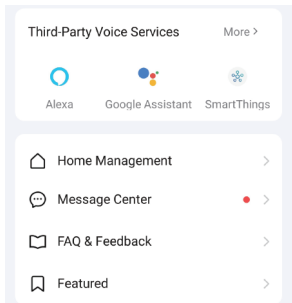 Third-Party Voice Services More >
Alexa Google Assistant SmartThings
Home Management
Message Center
FAQ & Feedback
Featured